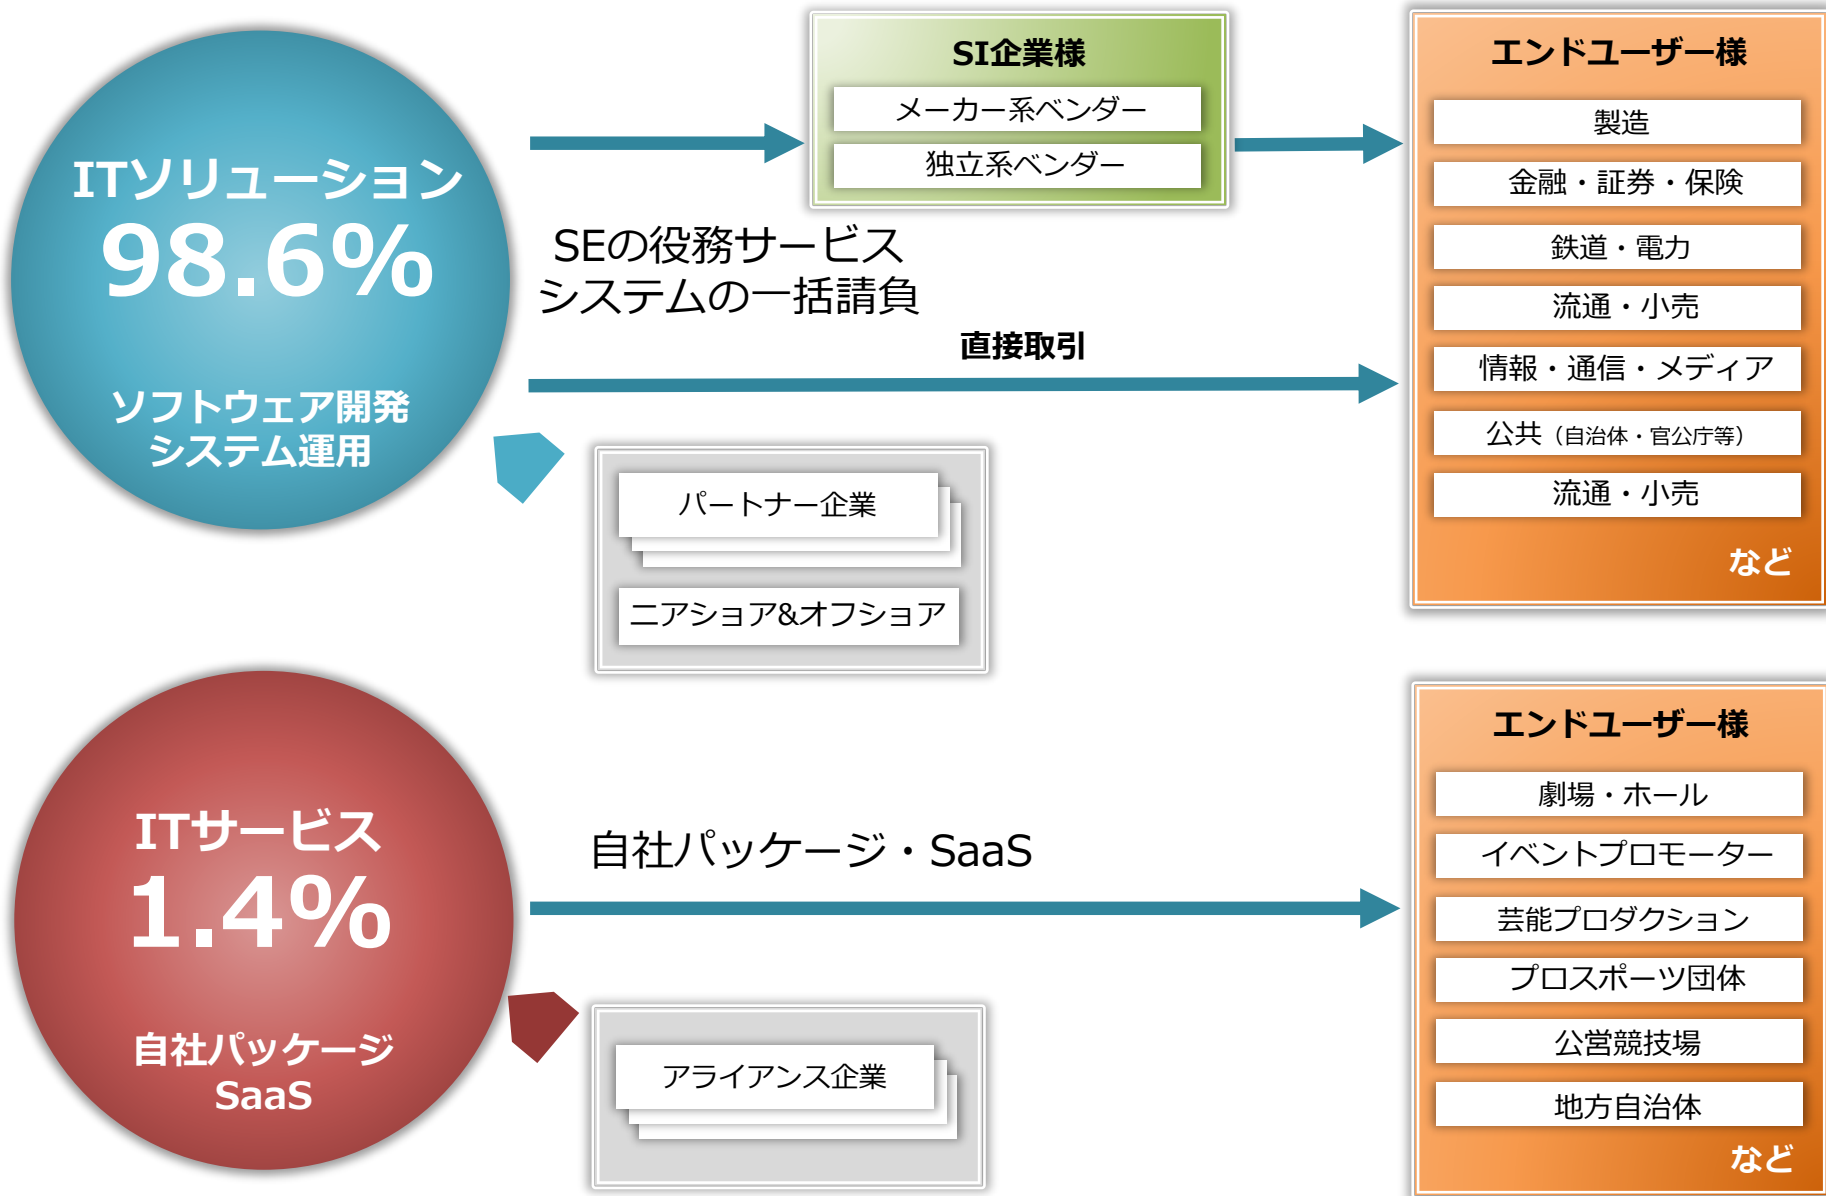 ITソリューション
98.6%
ソフトウェア開発
システム運用
SI企業様
メーカー系ベンダー
独立系ベンダー
SEの役務サービス
システムの一括請負
直接取引
パートナー企業
ニアショア&オフショア
エンドユーザー様
製造
金融・証券・保険
鉄道・電力
流通・小売
情報・通信・メディア
公共（自治体・官公庁等）
流通・小売
など
ITサービス
1.4%
自社パッケージ
SaaS
自社パッケージ・SaaS
アライアンス企業
エンドユーザー様
劇場・ホール
イベントプロモーター
芸能プロダクション
プロスポーツ団体
公営競技場
地方自治体
など